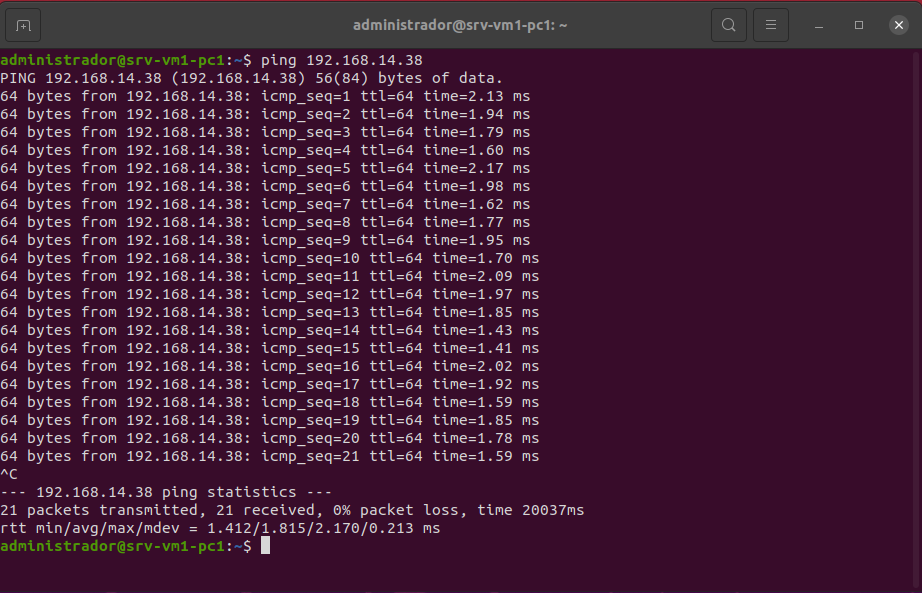 administrador@srv-vm1-pc1: ~
administrador@srv-vm1-pc1:~$ ping 192.168.14.38
PING 192.168.14.38 (192.168.14.38) 56(84) bytes of data.
64 bytes from 192.168.14.38: icmp_seq=1 ttl=64 time=2.13 ms
64 bytes from 192.168.14.38: icmp_seq=2 ttl=64 time=1.94 ms
64 bytes from 192.168.14.38: icmp_seq=3 ttl=64 time=1.79 ms
64 bytes from 192.168.14.38: icmp_seq=4 ttl=64 time=1.60 ms
64 bytes from 192.168.14.38: icmp_seq=5 ttl=64 time=2.17 ms
64 bytes from 192.168.14.38: icmp_seq=6 ttl=64 time=1.98 ms
64 bytes from 192.168.14.38: icmp_seq=7 ttl=64 time=1.62 ms
64 bytes from 192.168.14.38: icmp_seq=8 ttl=64 time=1.77 ms
64 bytes from 192.168.14.38: icmp_seq=9 ttl=64 time=1.95 ms
64 bytes from 192.168.14.38: icmp_seq=10 ttl=64 time=1.70 ms
64 bytes from 192.168.14.38: icmp_seq=11 ttl=64 time=2.09 ms
64 bytes from 192.168.14.38: icmp_seq=12 ttl=64 time=1.97 ms
64 bytes from 192.168.14.38: icmp_seq=13 ttl=64 time=1.85 ms
64 bytes from 192.168.14.38: icmp_seq=14 ttl=64 time=1.43 ms
64 bytes from 192.168.14.38: icmp_seq=15 ttl=64 time=1.41 ms
64 bytes from 192.168.14.38: icmp_seq=16 ttl=64 time=2.02 ms
64 bytes from 192.168.14.38: icmp_seq=17 ttl=64 time=1.92 ms
64 bytes from 192.168.14.38: icmp_seq=18 ttl=64 time=1.59 ms
64 bytes from 192.168.14.38: icmp_seq=19 ttl=64 time=1.85 ms
64 bytes from 192.168.14.38: icmp_seq=20 ttl=64 time=1.78 ms
64 bytes from 192.168.14.38: icmp_seq=21 ttl=64 time=1.59 ms
^C
--- 192.168.14.38 ping statistics ---
21 packets transmitted, 21 received, 0% packet loss, time 20037ms
rtt min/avg/max/mdev = 1.412/1.815/2.170/0.213 ms
administrador@srv-vm1-pc1:~$